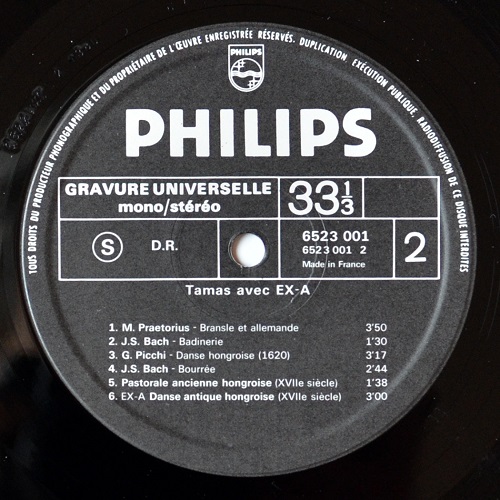 TOUS DROITS DU PRODUCTEUR PHONOGRAPHIQUE ET DU PROPRIÉTAIRE DE L'ŒUVRE ENREGISTRÉE RÉSERVÉS. DUPLICATION, EXÉCUTION PUBLIQUE, RADIODIFFUSION DE CE DISQUE INTERDITES
PHILIPS
PHILIPS
GRAVURE UNIVERSELLE
mono/stéréo
33 1/3
S
D.R.
6523 001
6523 001 2
Made in France
2
Tamas avec EX-A
1. M. Praetorius - Bransle et allemande 3'50
2. J.S. Bach - Badinerie 1'30
3. G. Picchi - Danse hongroise (1620) 3'17
4. J.S. Bach - Bourrée 2'44
5. Pastorale ancienne hongroise (XVIIe siècle) 1'38
6. EX-A Danse antique hongroise (XVIIe siècle) 3'00